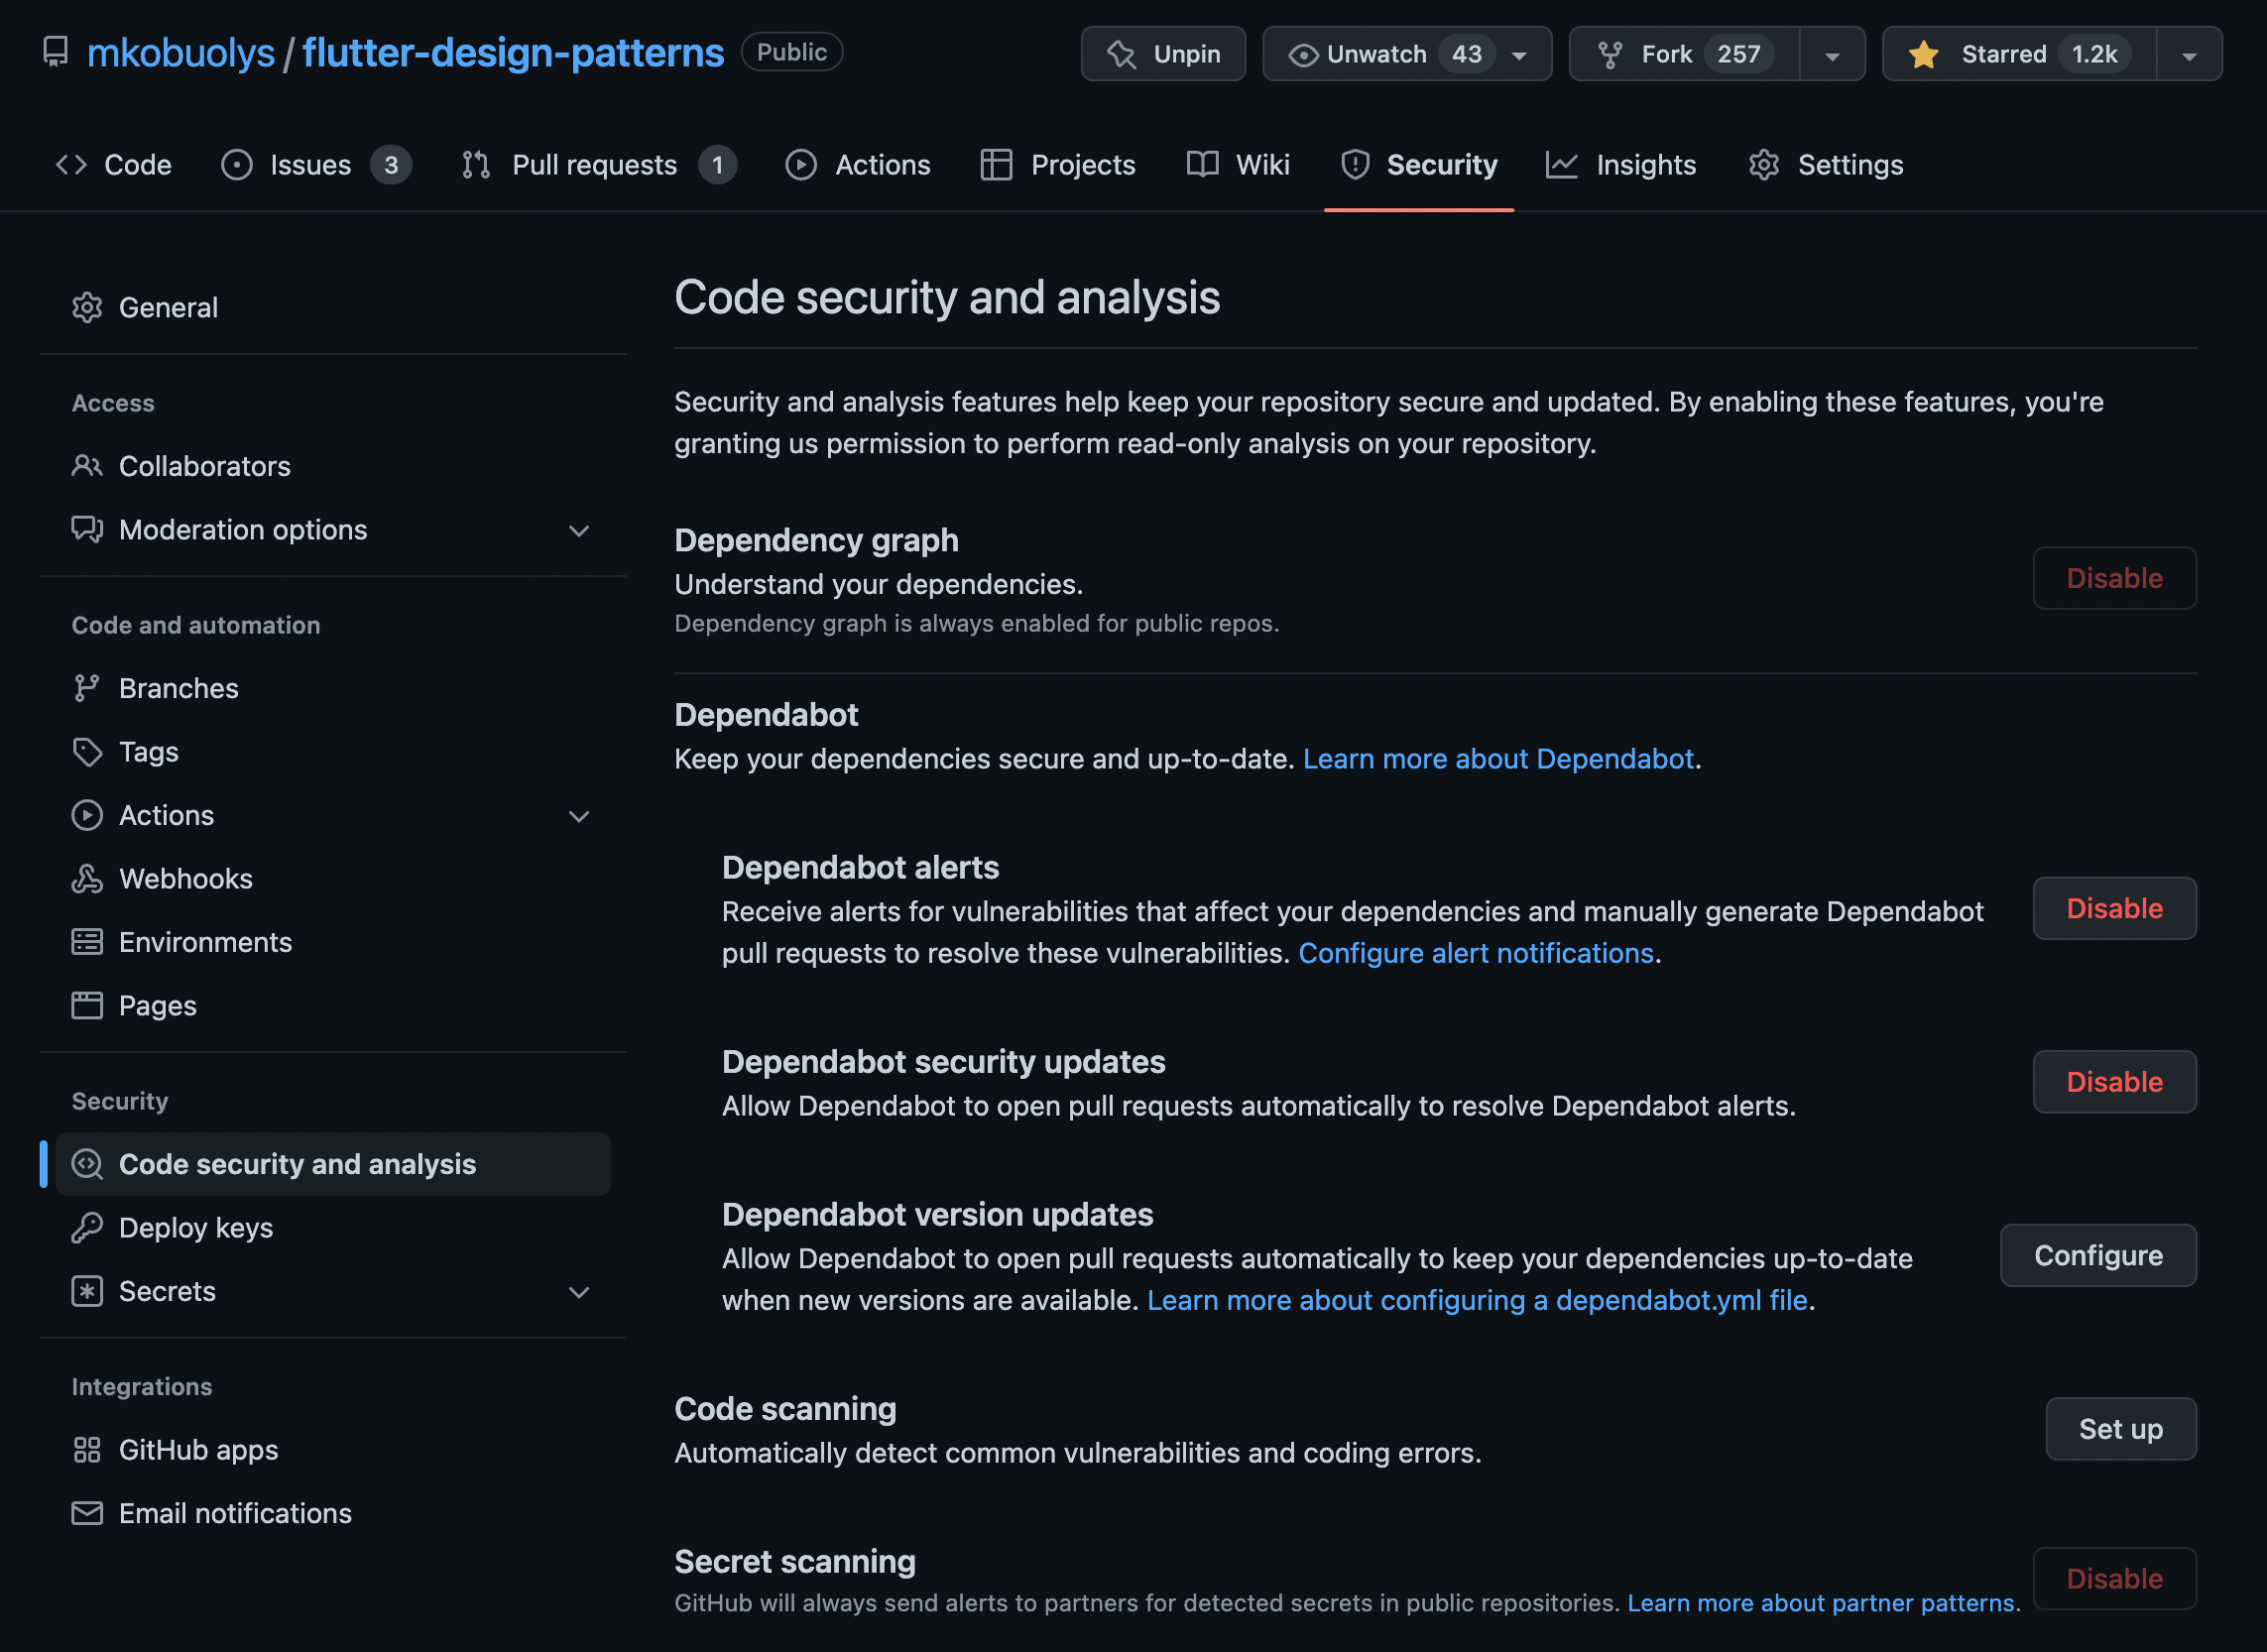 mkobuolys / flutter-design-patterns Public
Unpin
Unwatch 43
Fork 257
Starred 1.2k
Code
Issues 3
Pull requests 1
Actions
Projects
Wiki
Security
Insights
Settings
General
Access
Collaborators
Moderation options
Code and automation
Branches
Tags
Actions
Webhooks
Environments
Pages
Security
Code security and analysis
Deploy keys
Secrets
Integrations
GitHub apps
Email notifications
Code security and analysis
Security and analysis features help keep your repository secure and updated. By enabling these features, you're
granting us permission to perform read-only analysis on your repository.
Dependency graph
Understand your dependencies.
Dependency graph is always enabled for public repos.
Disable
Dependabot
Keep your dependencies secure and up-to-date. Learn more about Dependabot.
Dependabot alerts
Receive alerts for vulnerabilities that affect your dependencies and manually generate Dependabot
pull requests to resolve these vulnerabilities. Configure alert notifications.
Disable
Dependabot security updates
Allow Dependabot to open pull requests automatically to resolve Dependabot alerts.
Disable
Dependabot version updates
Allow Dependabot to open pull requests automatically to keep your dependencies up-to-date
when new versions are available. Learn more about configuring a dependabot.yml file.
Configure
Code scanning
Automatically detect common vulnerabilities and coding errors.
Set up
Secret scanning
GitHub will always send alerts to partners for detected secrets in public repositories. Learn more about partner patterns.
Disable